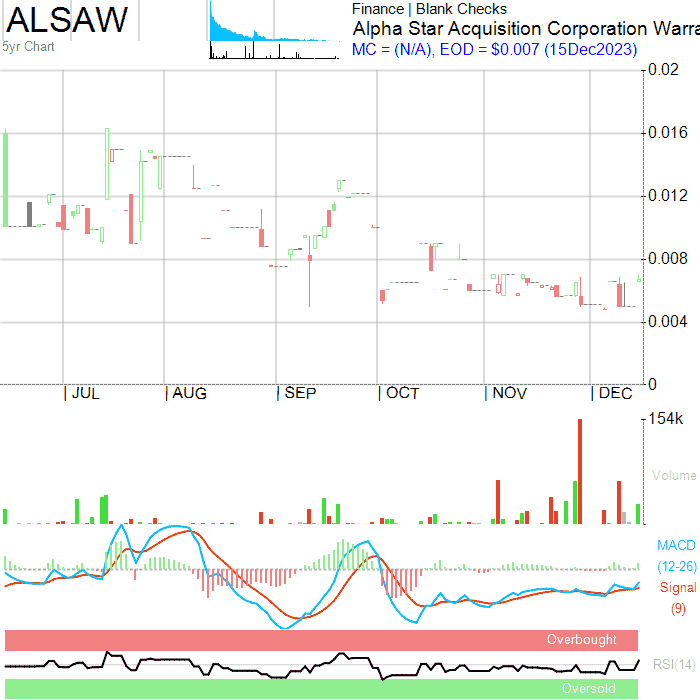 ALSAW
5yr Chart
Finance | Blank Checks
Alpha Star Acquisition Corporation Warra
MC = (N/A), EOD = $0.007 (15Dec2023)
0.02
0.016
0.012
0.008
0.004
0
JUL AUG SEP OCT NOV DEC
154k
Volume
MACD
(12-26)
Signal
(9)
Overbought
RSI(14)
Oversold